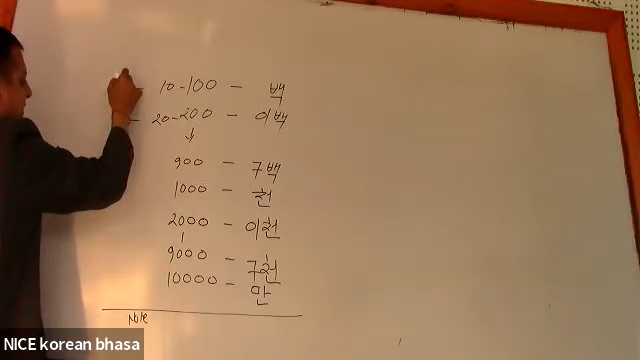 10-100 - 백
- 20-200 - 이백
900 - 구백
1000 - 천
2000 - 이천
9000 - 구천
10000 - 만
Note
NICE korean bhasa